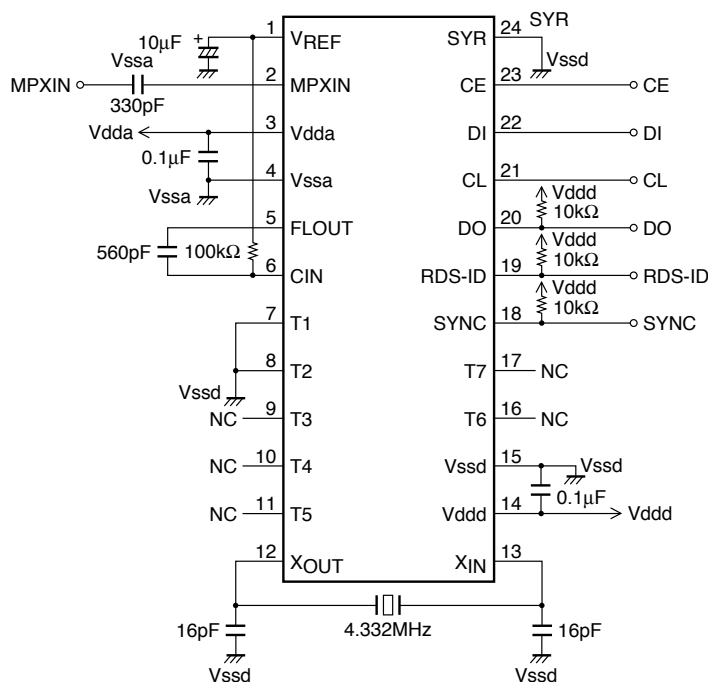 1 VREF
10μF +
Vssa
MPXIN
330pF
2 MPXIN
Vdda
3 Vdda
0.1μF
4 Vssa
Vssa
5 FLOUT
560pF
100kΩ
6 CIN
7 T1
8 T2
Vssd
NC 9 T3
NC 10 T4
NC 11 T5
12 XOUT
24 SYR
SYR
Vssd
CE 23 CE
DI 22 DI
CL 21 CL
Vddd
10kΩ
DO 20 DO
Vddd
10kΩ
RDS-ID 19 RDS-ID
Vddd
10kΩ
SYNC 18 SYNC
T7 17 NC
T6 16 NC
Vssd 15
Vssd
0.1μF
Vddd 14 Vddd
XIN 13
16pF
4.332MHz
16pF
Vssd
Vssd